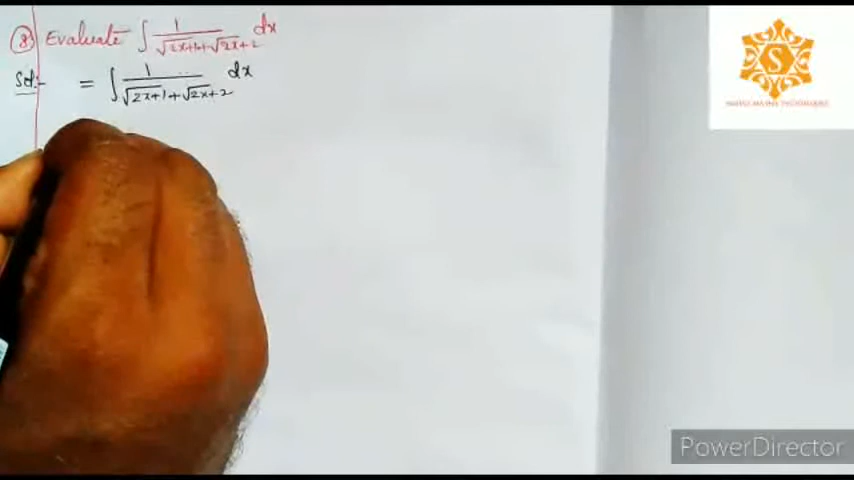 8) Evaluate ∫ 1/(√2x+1+√2x+2) dx
Sol:- = ∫ 1/(√2x+1+√2x+2) dx
S
PowerDirector